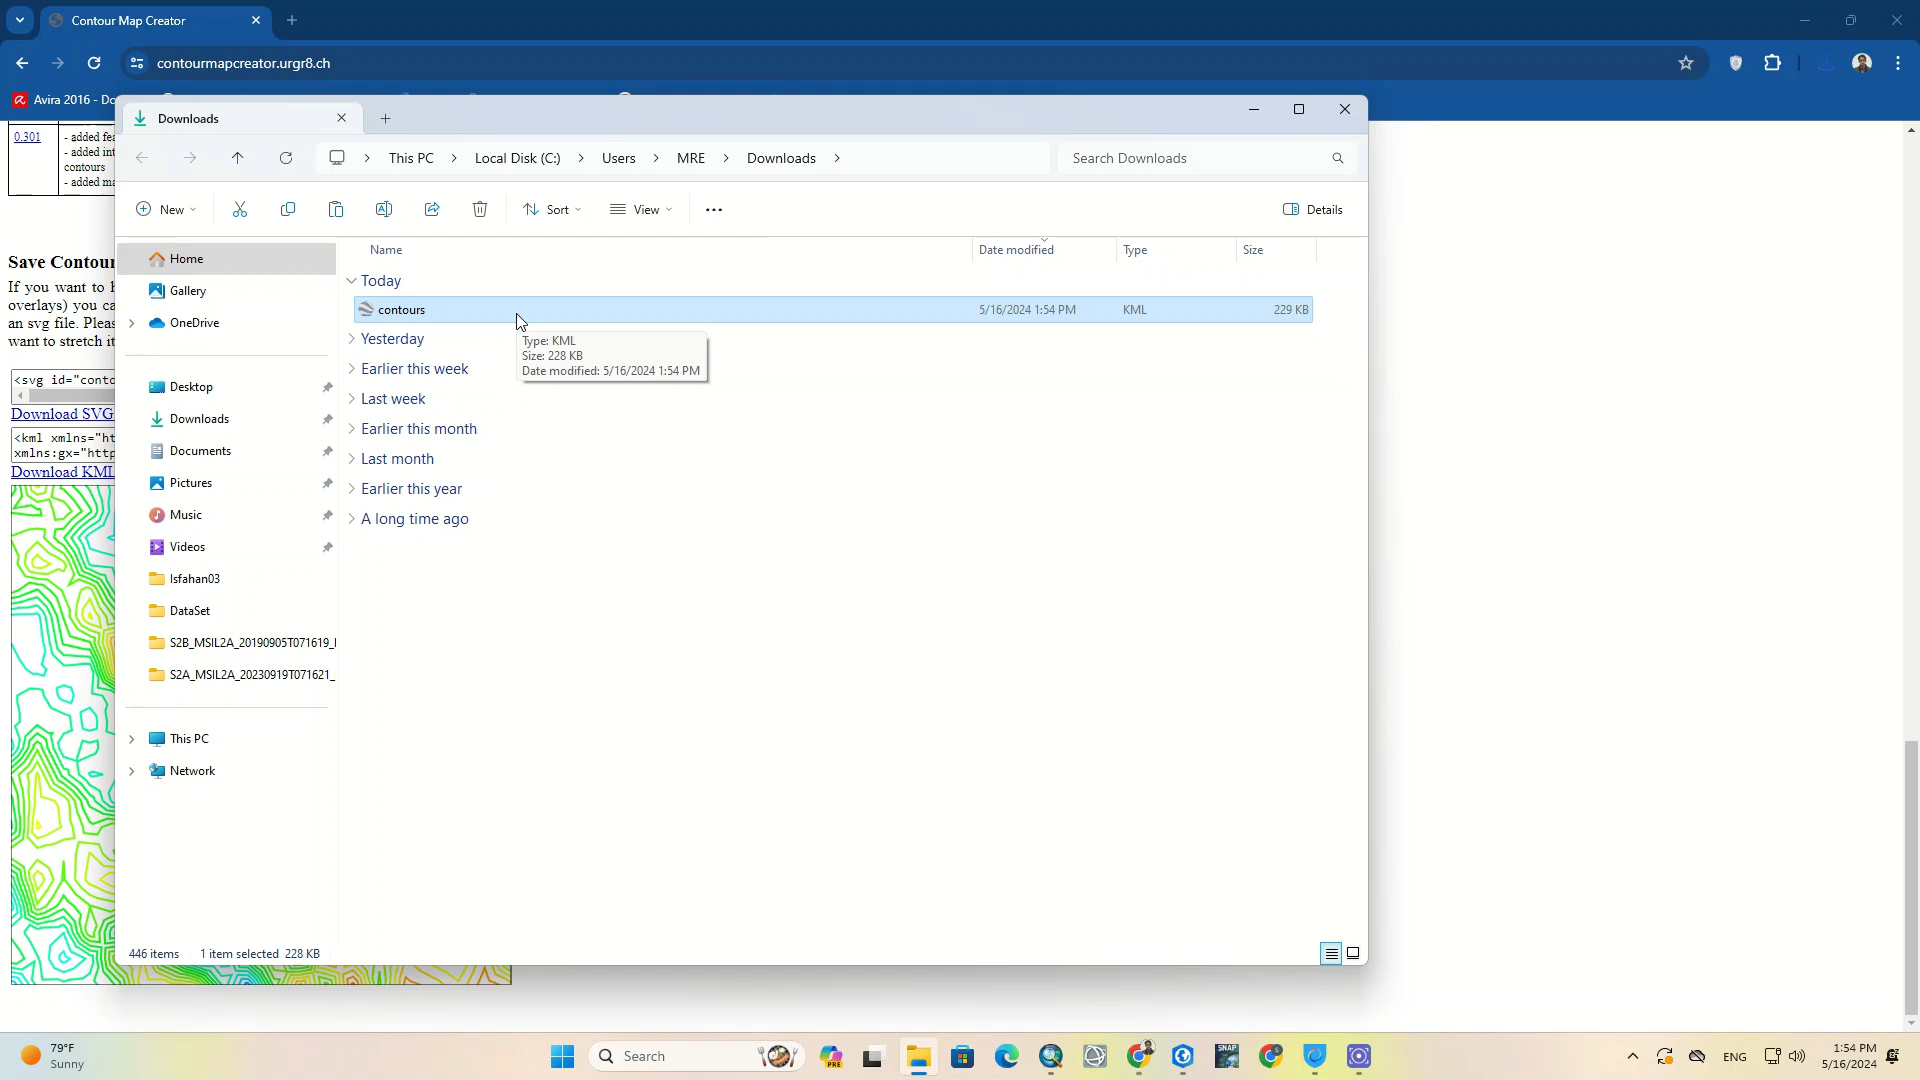 Contour Map Creator
contourmapcreator.urgr8.ch
Avira 2016 - Do
Downloads
This PC > Local Disk (C:) > Users > MRE > Downloads >
Search Downloads
New
Sort
View
Details
Home
Gallery
OneDrive
Desktop
Downloads
Documents
Pictures
Music
Videos
Isfahan03
DataSet
S2B_MSIL2A_20190905T071619_
S2A_MSIL2A_20230919T071621_
This PC
Network
Name
Date modified
Type
Size
Today
contours
5/16/2024 1:54 PM
KML
229 KB
Type: KML
Size: 228 KB
Date modified: 5/16/2024 1:54 PM
Yesterday
Earlier this week
Last week
Earlier this month
Last month
Earlier this year
A long time ago
446 items
1 item selected 228 KB
0.301
- added fea
- added int
contours
- added ma
Save Contour
If you want to h
overlays) you ca
an svg file. Pleas
want to stretch it
<svg id="conto
Download SVG
<kml xmlns="ht
xmlns:gx="http
Download KML
79°F
Sunny
Search
PRE
SNAP
ENG
1:54 PM
5/16/2024